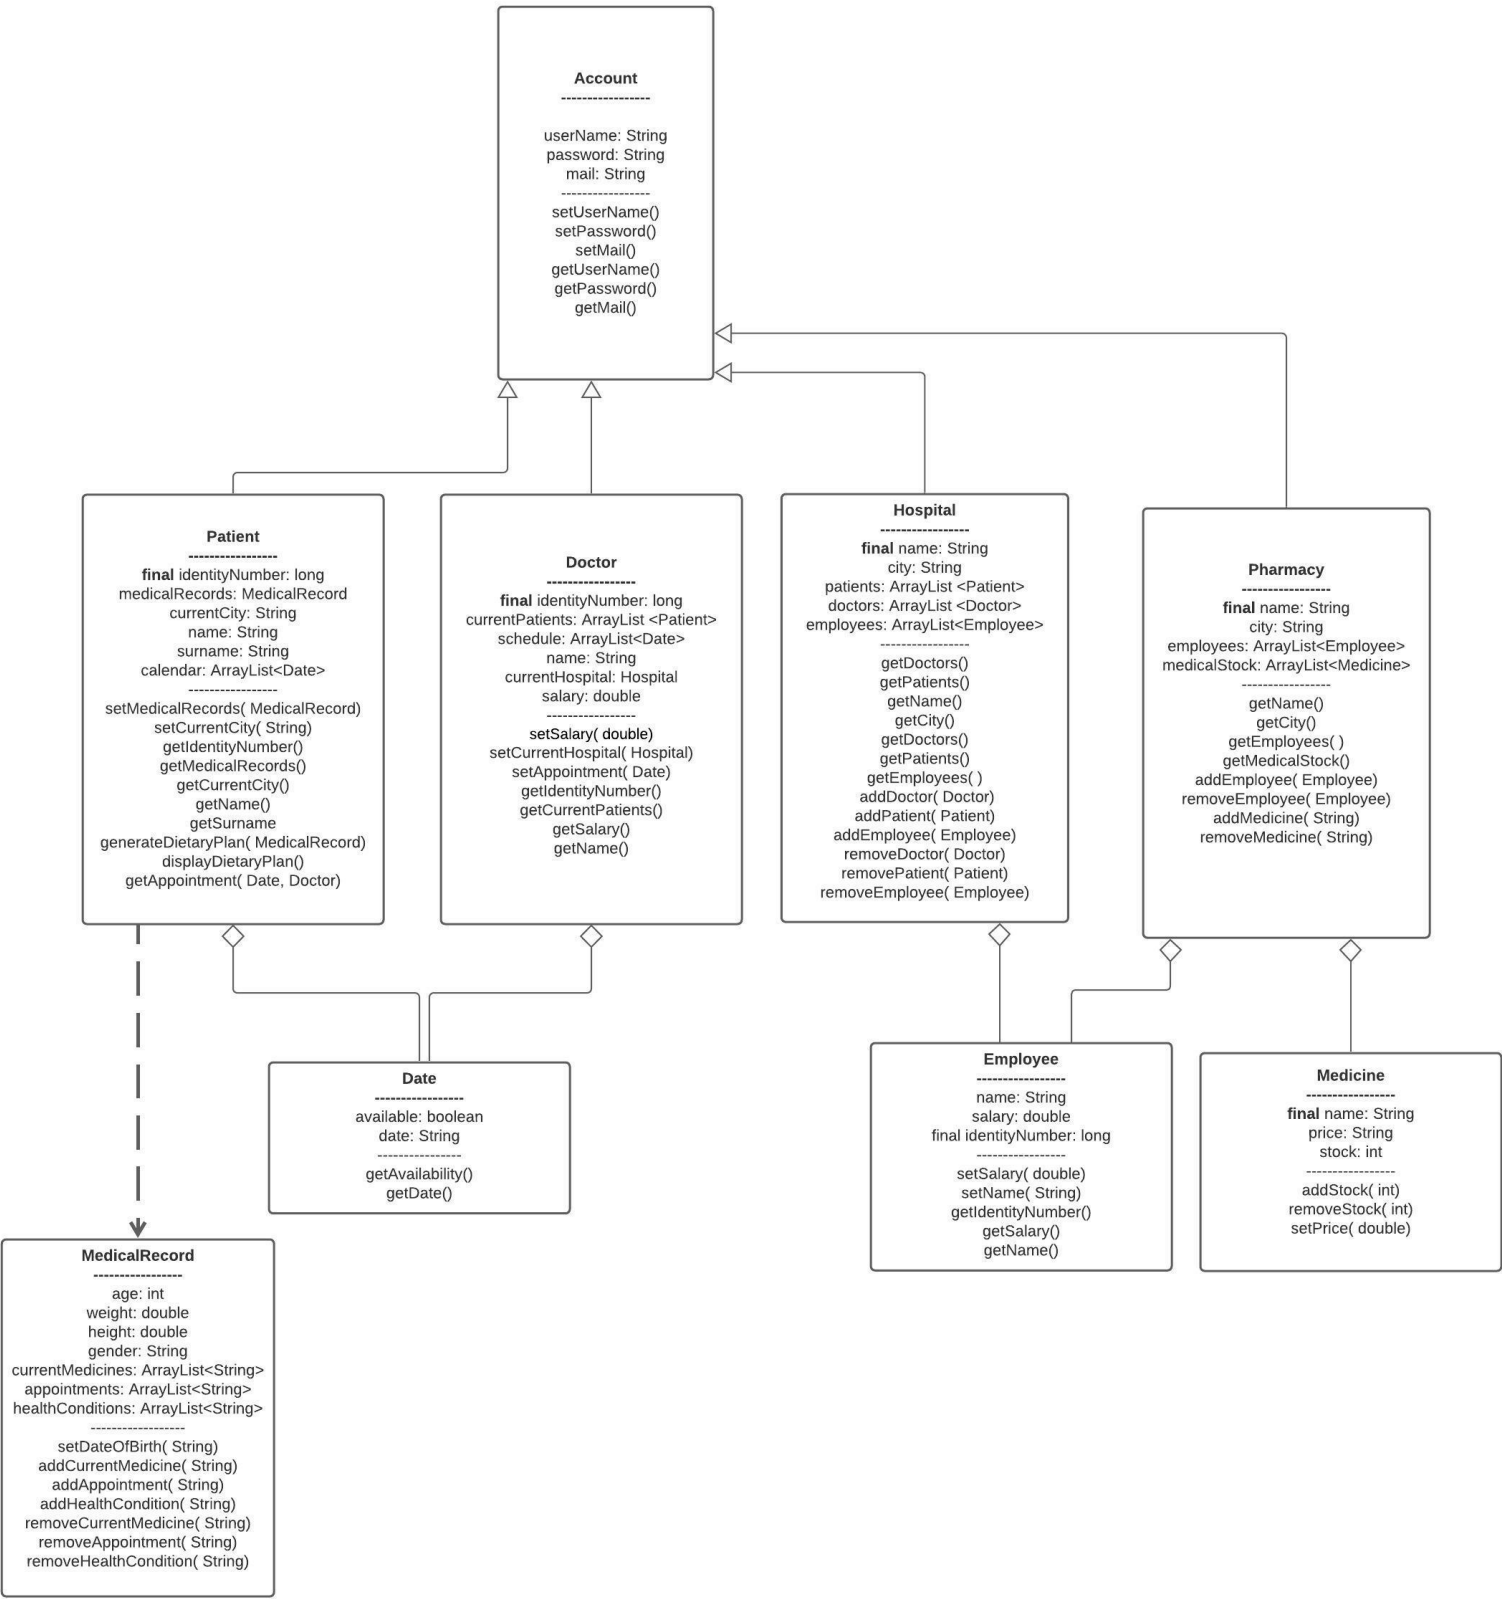 Account
-----------------
userName: String
password: String
mail: String
-----------------
setUserName()
setPassword()
setMail()
getUserName()
getPassword()
getMail()
Patient
-----------------
final identityNumber: long
medicalRecords: MedicalRecord
currentCity: String
name: String
surname: String
calendar: ArrayList<Date>
-----------------
setMedicalRecords( MedicalRecord)
setCurrentCity( String)
getIdentityNumber()
getMedicalRecords()
getCurrentCity()
getName()
getSurname
generateDietaryPlan( MedicalRecord)
displayDietaryPlan()
getAppointment( Date, Doctor)
Doctor
-----------------
final identityNumber: long
currentPatients: ArrayList <Patient>
schedule: ArrayList<Date>
name: String
currentHospital: Hospital
salary: double
-----------------
setSalary( double)
setCurrentHospital( Hospital)
setAppointment( Date)
getIdentityNumber()
getCurrentPatients()
getSalary()
getName()
Hospital
-----------------
final name: String
city: String
patients: ArrayList <Patient>
doctors: ArrayList <Doctor>
employees: ArrayList<Employee>
-----------------
getDoctors()
getPatients()
getName()
getCity()
getDoctors()
getPatients()
getEmployees( )
addDoctor( Doctor)
addPatient( Patient)
addEmployee( Employee)
removeDoctor( Doctor)
removePatient( Patient)
removeEmployee( Employee)
Pharmacy
-----------------
final name: String
city: String
employees: ArrayList<Employee>
medicalStock: ArrayList<Medicine>
-----------------
getName()
getCity()
getEmployees( )
getMedicalStock()
addEmployee( Employee)
removeEmployee( Employee)
addMedicine( String)
removeMedicine( String)
Date
-----------------
available: boolean
date: String
----------------
getAvailability()
getDate()
Employee
-----------------
name: String
salary: double
final identityNumber: long
-----------------
setSalary( double)
setName( String)
getIdentityNumber()
getSalary()
getName()
Medicine
-----------------
final name: String
price: String
stock: int
-----------------
addStock( int)
removeStock( int)
setPrice( double)
MedicalRecord
-----------------
age: int
weight: double
height: double
gender: String
currentMedicines: ArrayList<String>
appointments: ArrayList<String>
healthConditions: ArrayList<String>
------------------
setDateOfBirth( String)
addCurrentMedicine( String)
addAppointment( String)
addHealthCondition( String)
removeCurrentMedicine( String)
removeAppointment( String)
removeHealthCondition( String)